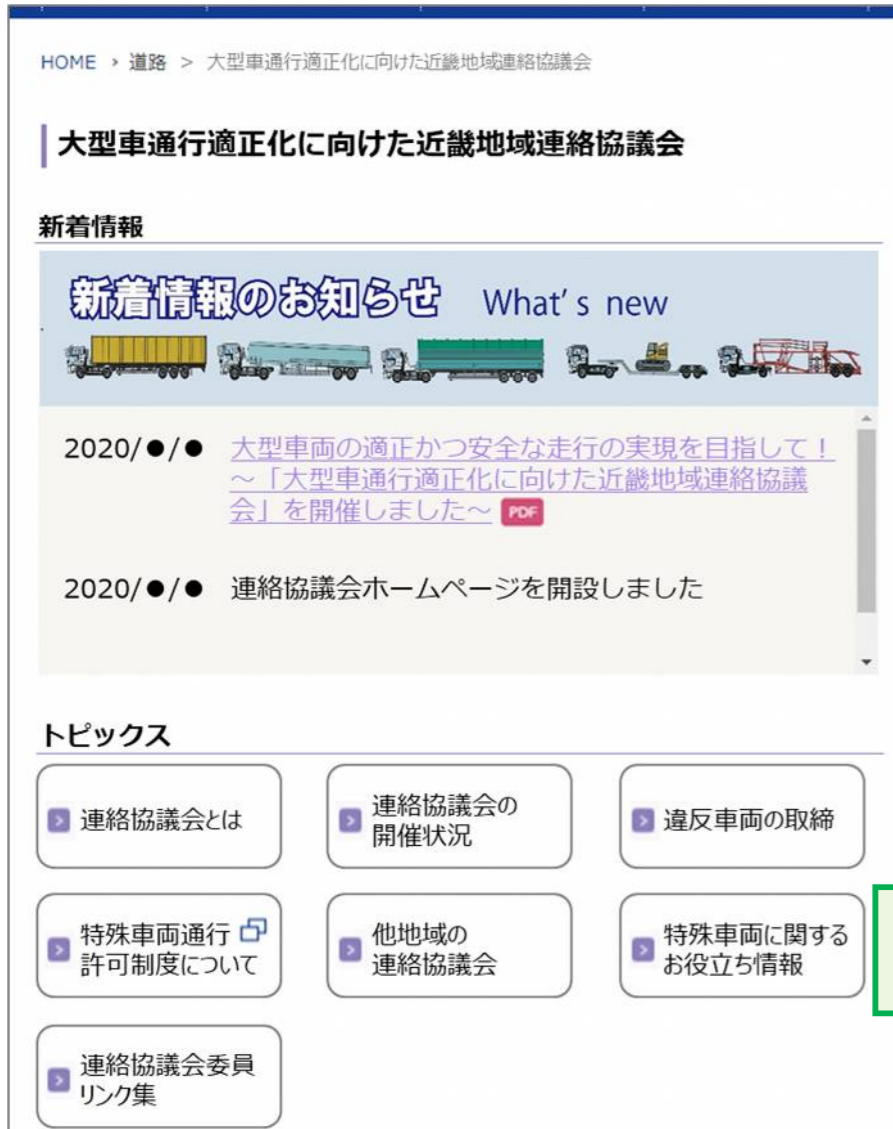 HOME › 道路 > 大型車通行適正化に向けた近畿地域連絡協議会
大型車通行適正化に向けた近畿地域連絡協議会
新着情報
新着情報のお知らせ What's new
2020/●/● 大型車両の適正かつ安全な走行の実現を目指して！
～「大型車通行適正化に向けた近畿地域連絡協議
会」を開催しました～ PDF
2020/●/● 連絡協議会ホームページを開設しました
トピックス
連絡協議会とは
連絡協議会の
開催状況
違反車両の取締
特殊車両通行
許可制度について
他地域の
連絡協議会
特殊車両に関する
お役立ち情報
連絡協議会委員
リンク集